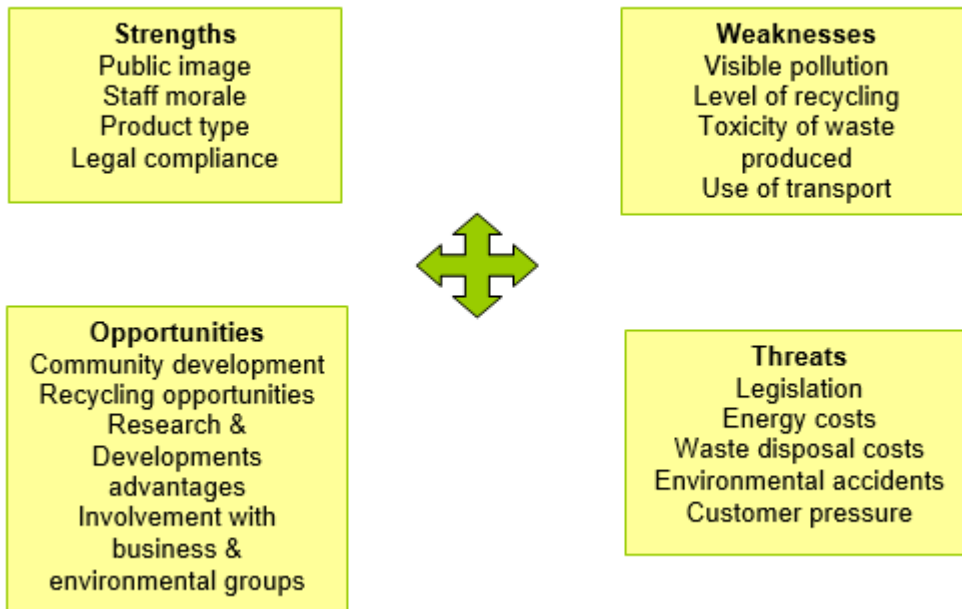 Strengths
Public image
Staff morale
Product type
Legal compliance
Weaknesses
Visible pollution
Level of recycling
Toxicity of waste
produced
Use of transport
Opportunities
Community development
Recycling opportunities
Research &
Developments
advantages
Involvement with
business &
environmental groups
Threats
Legislation
Energy costs
Waste disposal costs
Environmental accidents
Customer pressure